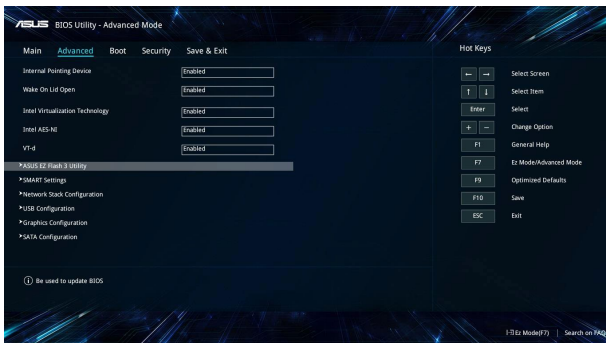 ASUS BIOS Utility - Advanced Mode
Main Advanced Boot Security Save & Exit
Hot Keys
Internal Pointing Device Enabled
Wake On Lid Open Enabled
Intel Virtualization Technology Enabled
Intel AES-NI Enabled
VT-d Enabled
➤ASUS EZ Flash 3 Utility
➤SMART Settings
➤Network Stack Configuration
➤USB Configuration
➤Graphics Configuration
➤SATA Configuration
← → Select Screen
↑ ↓ Select Item
Enter Select
+ - Change Option
F1 General Help
F7 Ez Mode/Advanced Mode
F9 Optimized Defaults
F10 Save
ESC Exit
Be used to update BIOS
Ez Mode(F7) | Search on FAQ